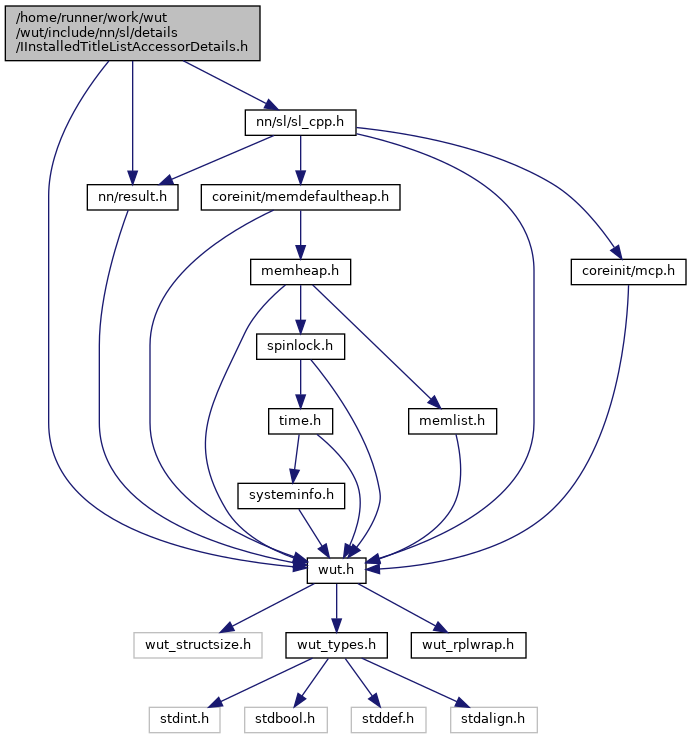 /home/runner/work/wut
/wut/include/nn/sl/details
/IInstalledTitleListAccessorDetails.h
nn/sl/sl_cpp.h
nn/result.h
coreinit/memdefaultheap.h
memheap.h
coreinit/mcp.h
spinlock.h
time.h
memlist.h
systeminfo.h
wut.h
wut_structsize.h
wut_types.h
wut_rplwrap.h
stdint.h
stdbool.h
stddef.h
stdalign.h